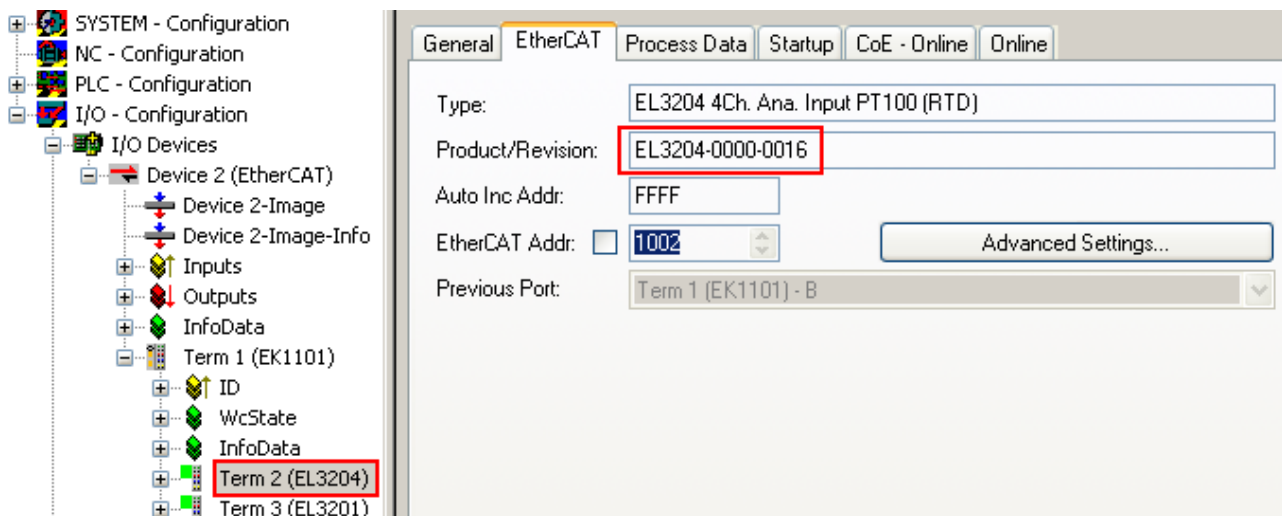 SYSTEM - Configuration
NC - Configuration
PLC - Configuration
I/O - Configuration
I/O Devices
Device 2 (EtherCAT)
Device 2-Image
Device 2-Image-Info
Inputs
Outputs
InfoData
Term 1 (EK1101)
ID
WcState
InfoData
Term 2 (EL3204)
Term 3 (EL3201)
General EtherCAT Process Data Startup CoE - Online Online
Type: EL3204 4Ch. Ana. Input PT100 (RTD)
Product/Revision: EL3204-0000-0016
Auto Inc Addr: FFFF
EtherCAT Addr: 1002 Advanced Settings...
Previous Port: Term 1 (EK1101) - B